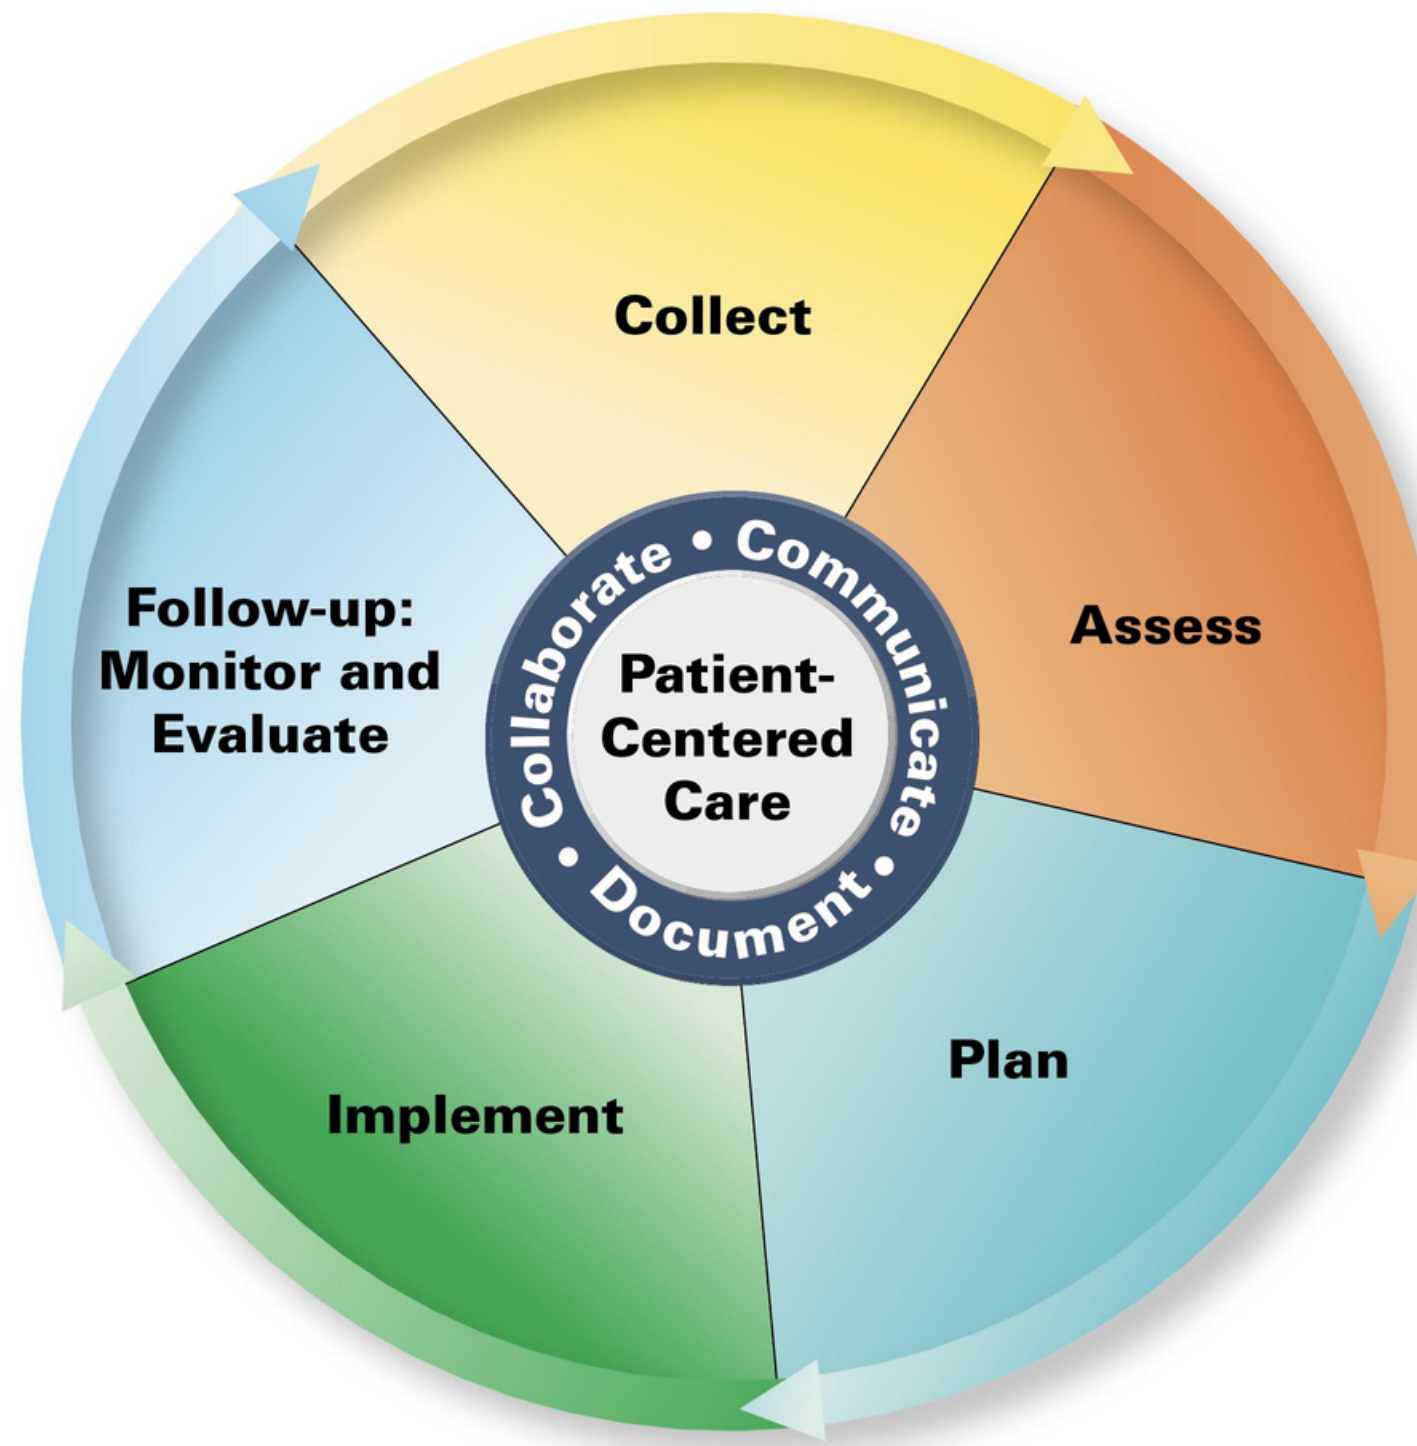 Collect
Assess
Plan
Implement
Follow-up:
Monitor and
Evaluate
Collaborate • Communicate • Document •
Patient-
Centered
Care